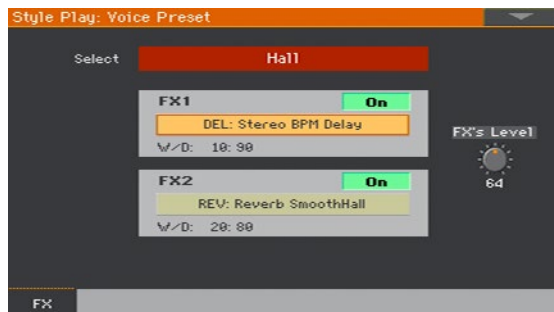 Style Play: Voice Preset
Select Hall
FX1 On
DEL: Stereo BPM Delay
W/D: 10:90
FX's Level
64
FX2 On
REV: Reverb SmoothHall
W/D: 20:80
FX